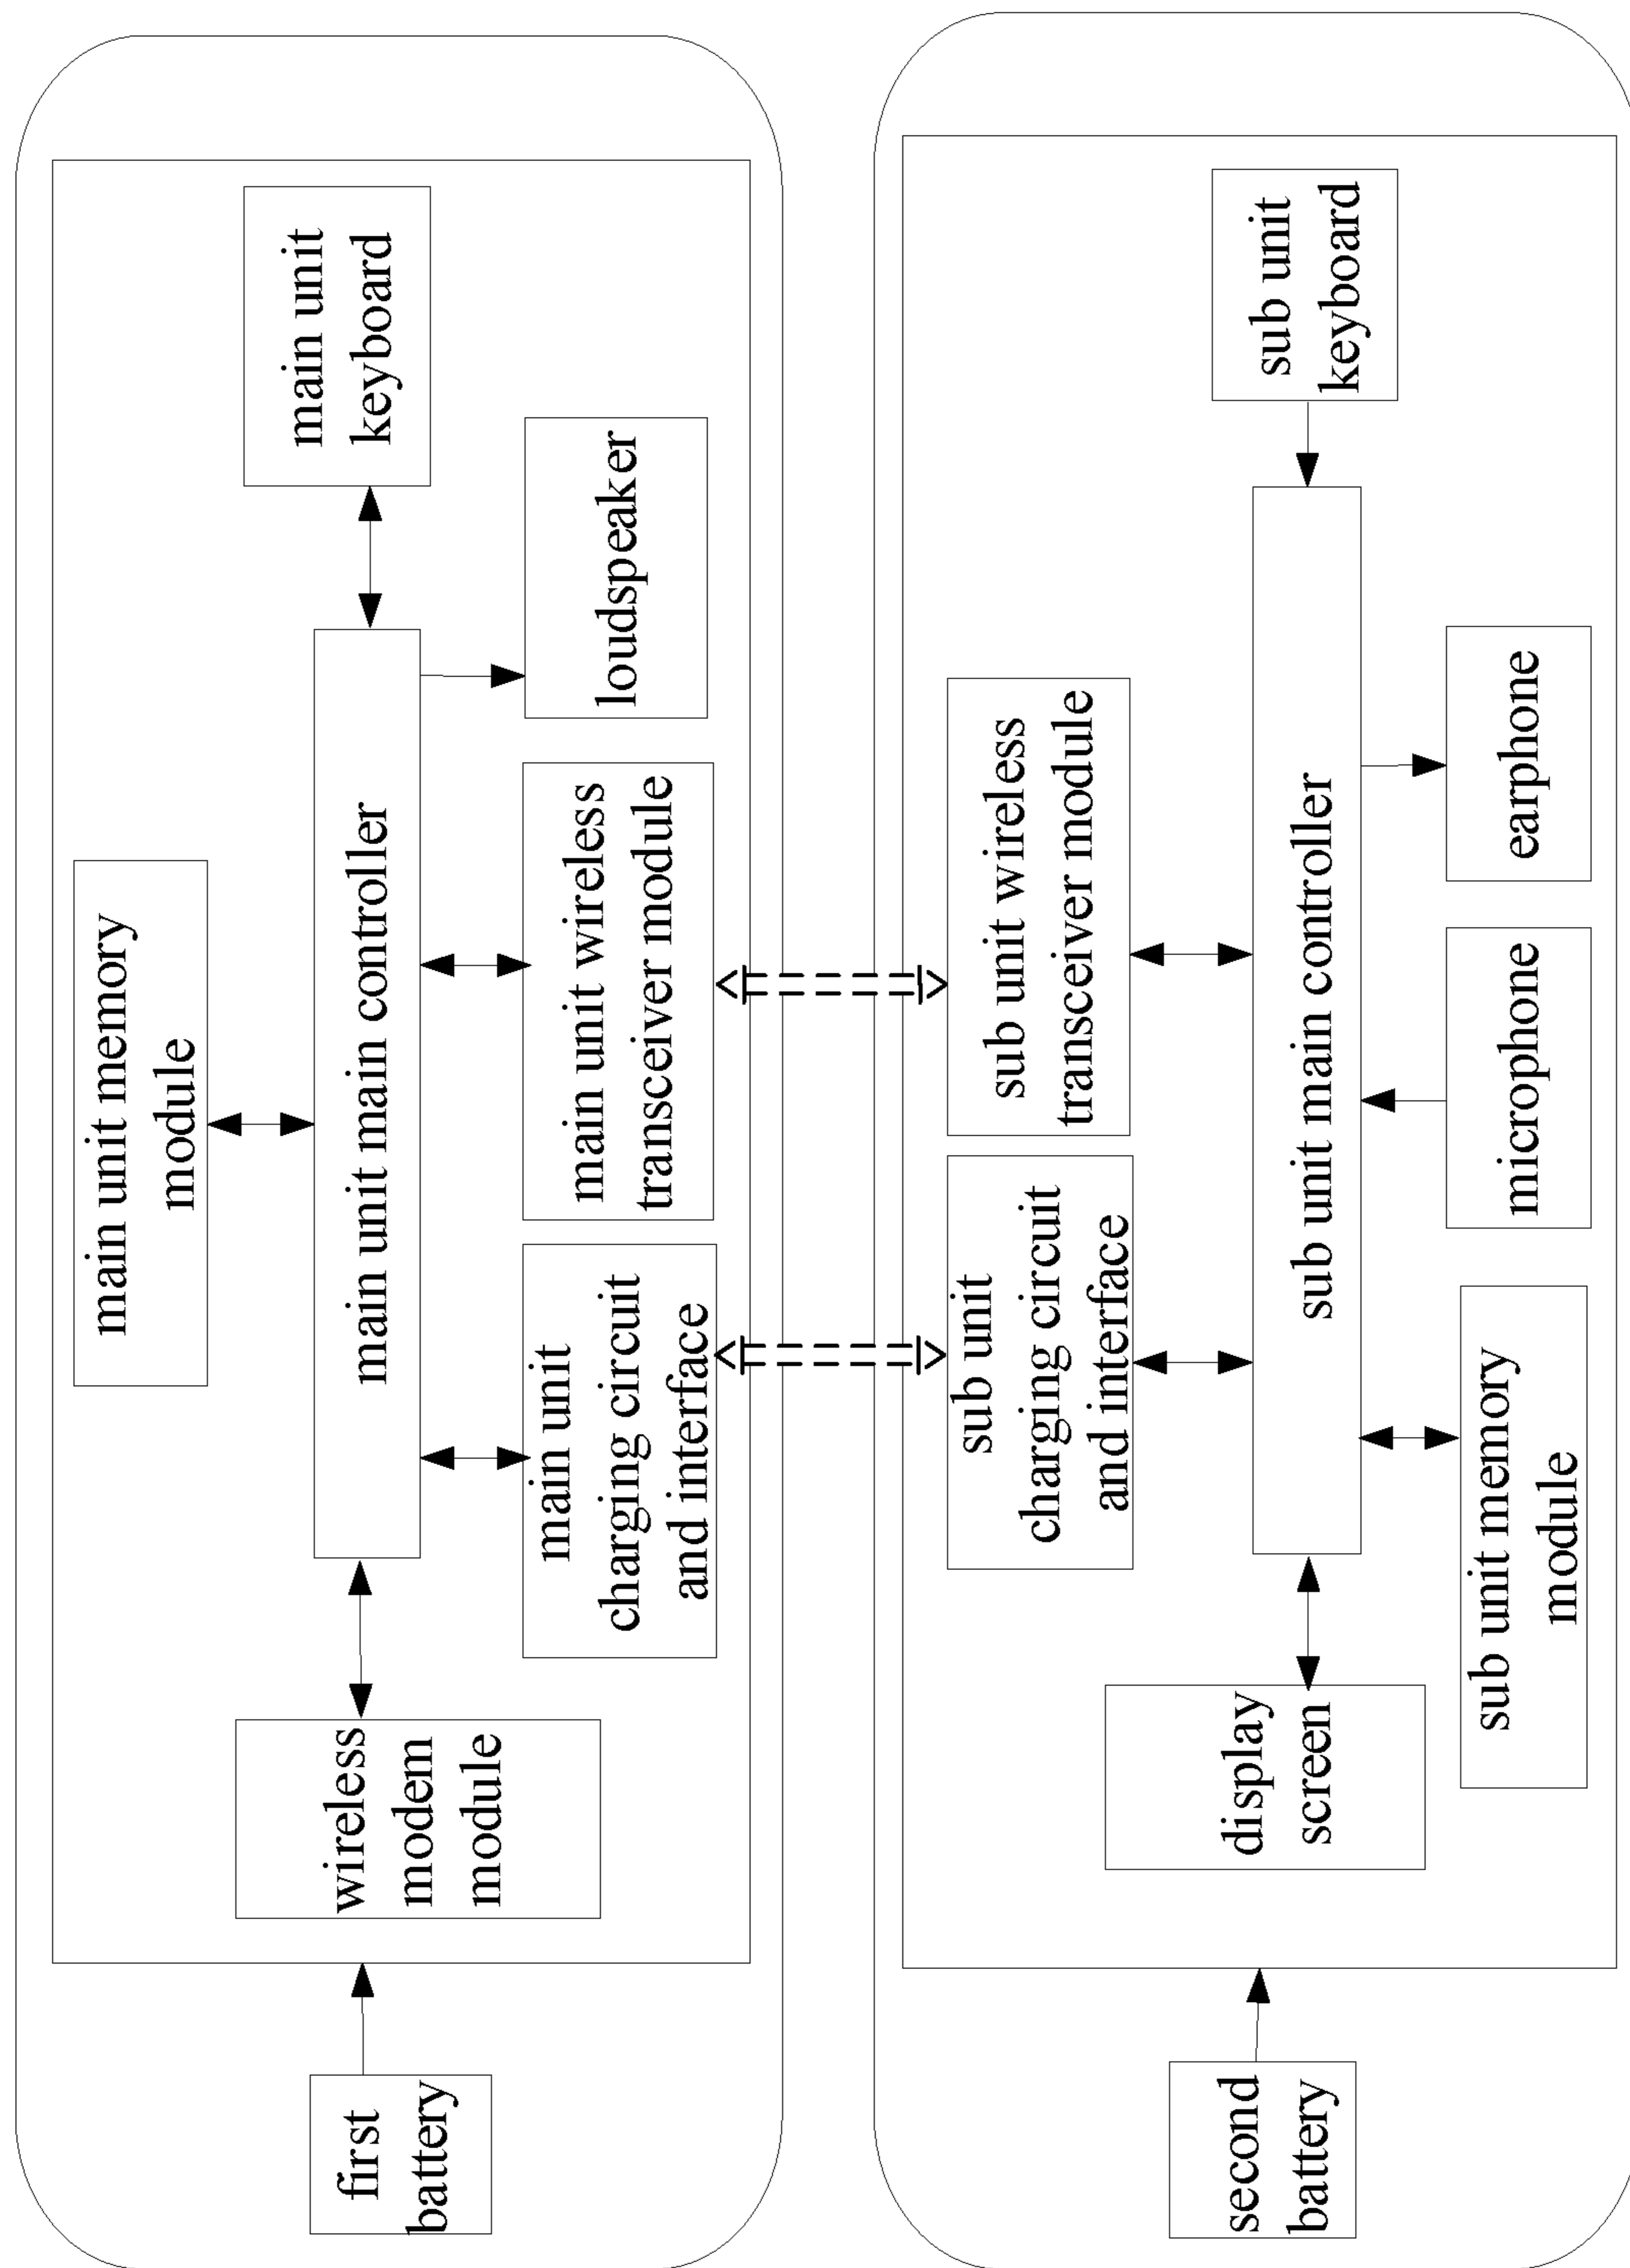 main unit memory
module
first
battery
wireless
modem
module
main unit main controller
main unit
keyboard
main unit
charging circuit
and interface
main unit wireless
transceiver module
loudspeaker
sub unit
charging circuit
and interface
sub unit wireless
transceiver module
second
battery
display
screen
sub unit main controller
sub unit
keyboard
sub unit memory
module
microphone
earphone